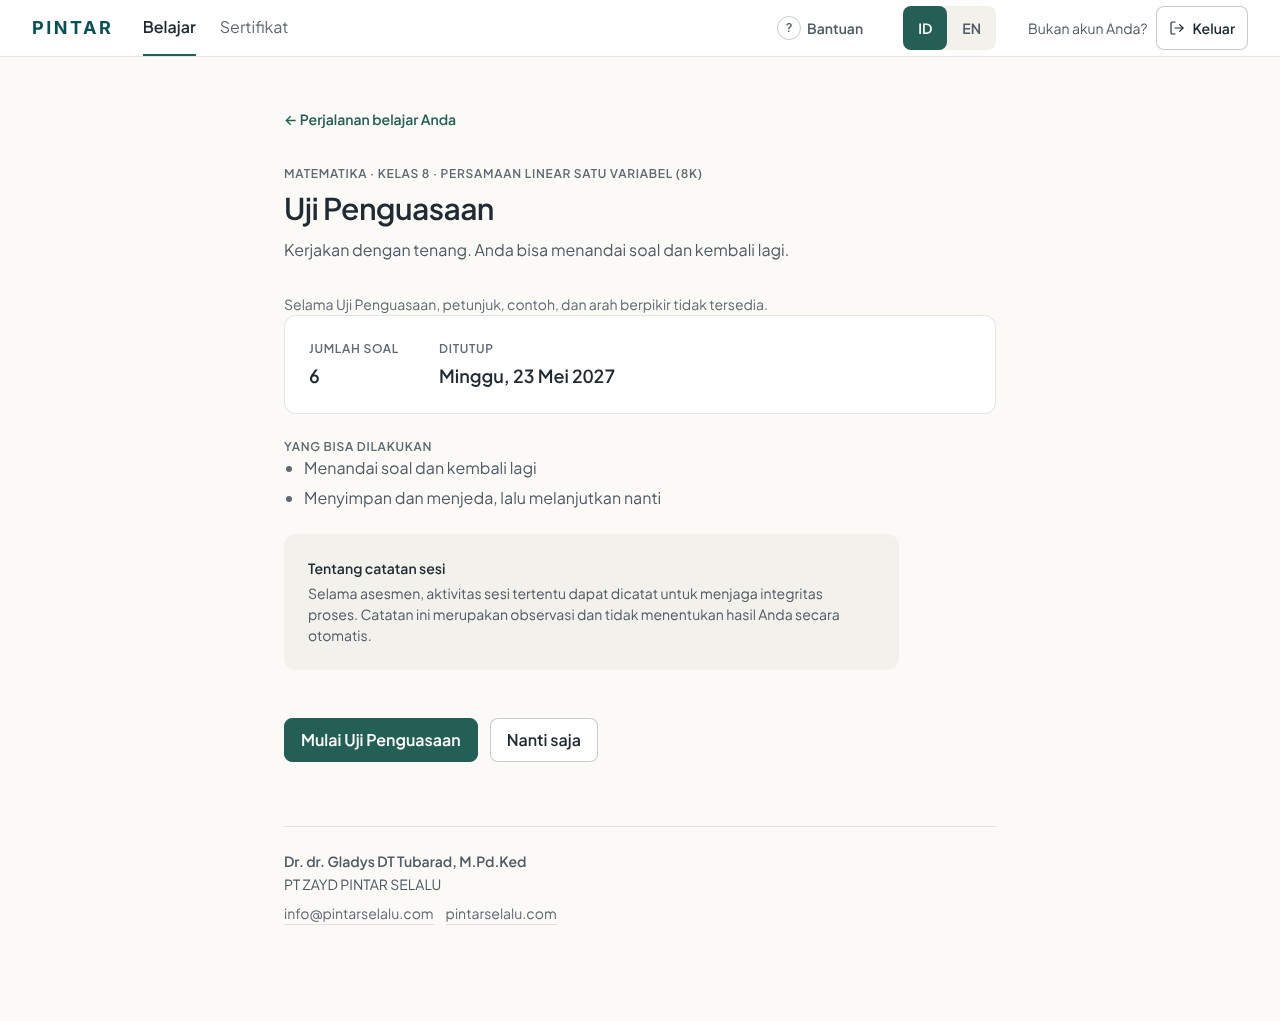 PINTAR
Belajar
Sertifikat
? Bantuan
ID
EN
Bukan akun Anda?
Keluar
← Perjalanan belajar Anda
MATEMATIKA · KELAS 8 · PERSAMAAN LINEAR SATU VARIABEL (8K)
Uji Penguasaan
Kerjakan dengan tenang. Anda bisa menandai soal dan kembali lagi.
Selama Uji Penguasaan, petunjuk, contoh, dan arah berpikir tidak tersedia.
JUMLAH SOAL
6
DITUTUP
Minggu, 23 Mei 2027
YANG BISA DILAKUKAN
• Menandai soal dan kembali lagi
• Menyimpan dan menjeda, lalu melanjutkan nanti
Tentang catatan sesi
Selama asesmen, aktivitas sesi tertentu dapat dicatat untuk menjaga integritas
proses. Catatan ini merupakan observasi dan tidak menentukan hasil Anda secara
otomatis.
Mulai Uji Penguasaan
Nanti saja
Dr. dr. Gladys DT Tubarad, M.Pd.Ked
PT ZAYD PINTAR SELALU
info@pintarselalu.com pintarselalu.com